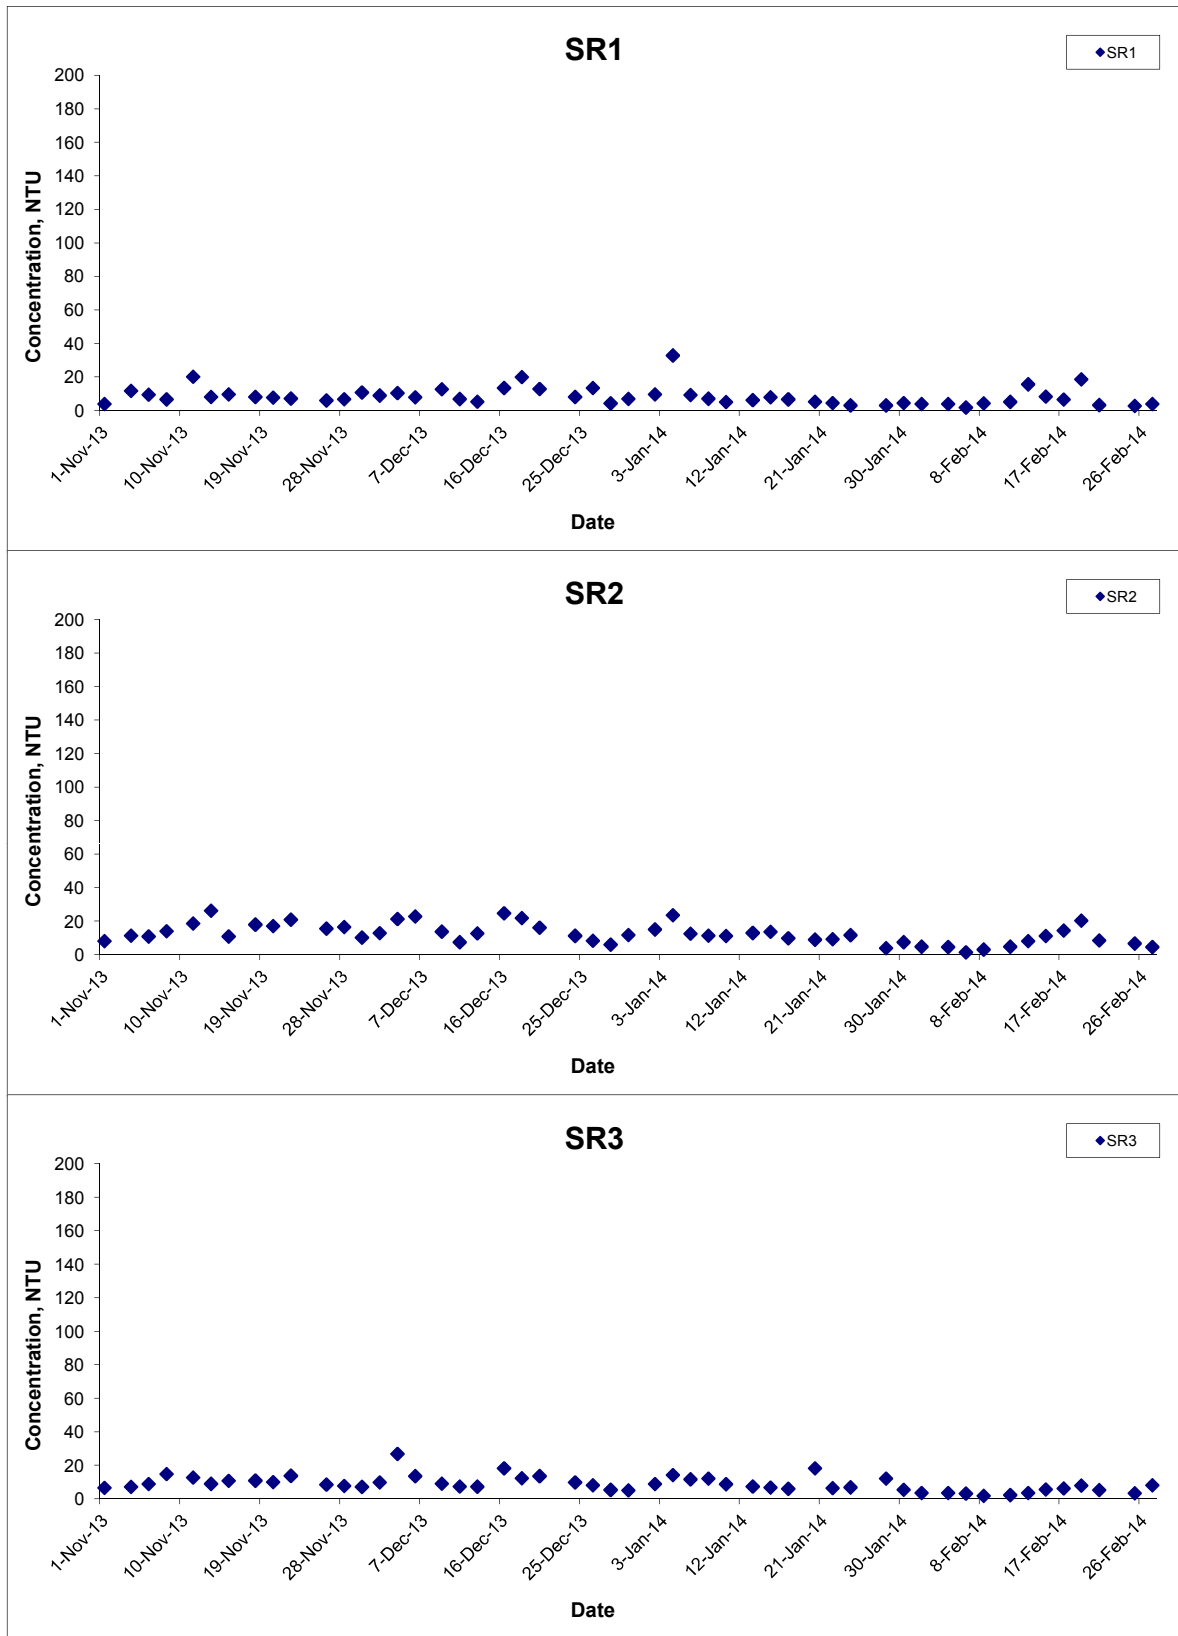 SR1
SR1
200
180
160
140
120
100
80
60
40
20
0
Concentration, NTU
1-Nov-13
10-Nov-13
19-Nov-13
28-Nov-13
7-Dec-13
16-Dec-13
25-Dec-13
3-Jan-14
12-Jan-14
21-Jan-14
30-Jan-14
8-Feb-14
17-Feb-14
26-Feb-14
Date
SR2
SR2
200
180
160
140
120
100
80
60
40
20
0
Concentration, NTU
1-Nov-13
10-Nov-13
19-Nov-13
28-Nov-13
7-Dec-13
16-Dec-13
25-Dec-13
3-Jan-14
12-Jan-14
21-Jan-14
30-Jan-14
8-Feb-14
17-Feb-14
26-Feb-14
Date
SR3
SR3
200
180
160
140
120
100
80
60
40
20
0
Concentration, NTU
1-Nov-13
10-Nov-13
19-Nov-13
28-Nov-13
7-Dec-13
16-Dec-13
25-Dec-13
3-Jan-14
12-Jan-14
21-Jan-14
30-Jan-14
8-Feb-14
17-Feb-14
26-Feb-14
Date